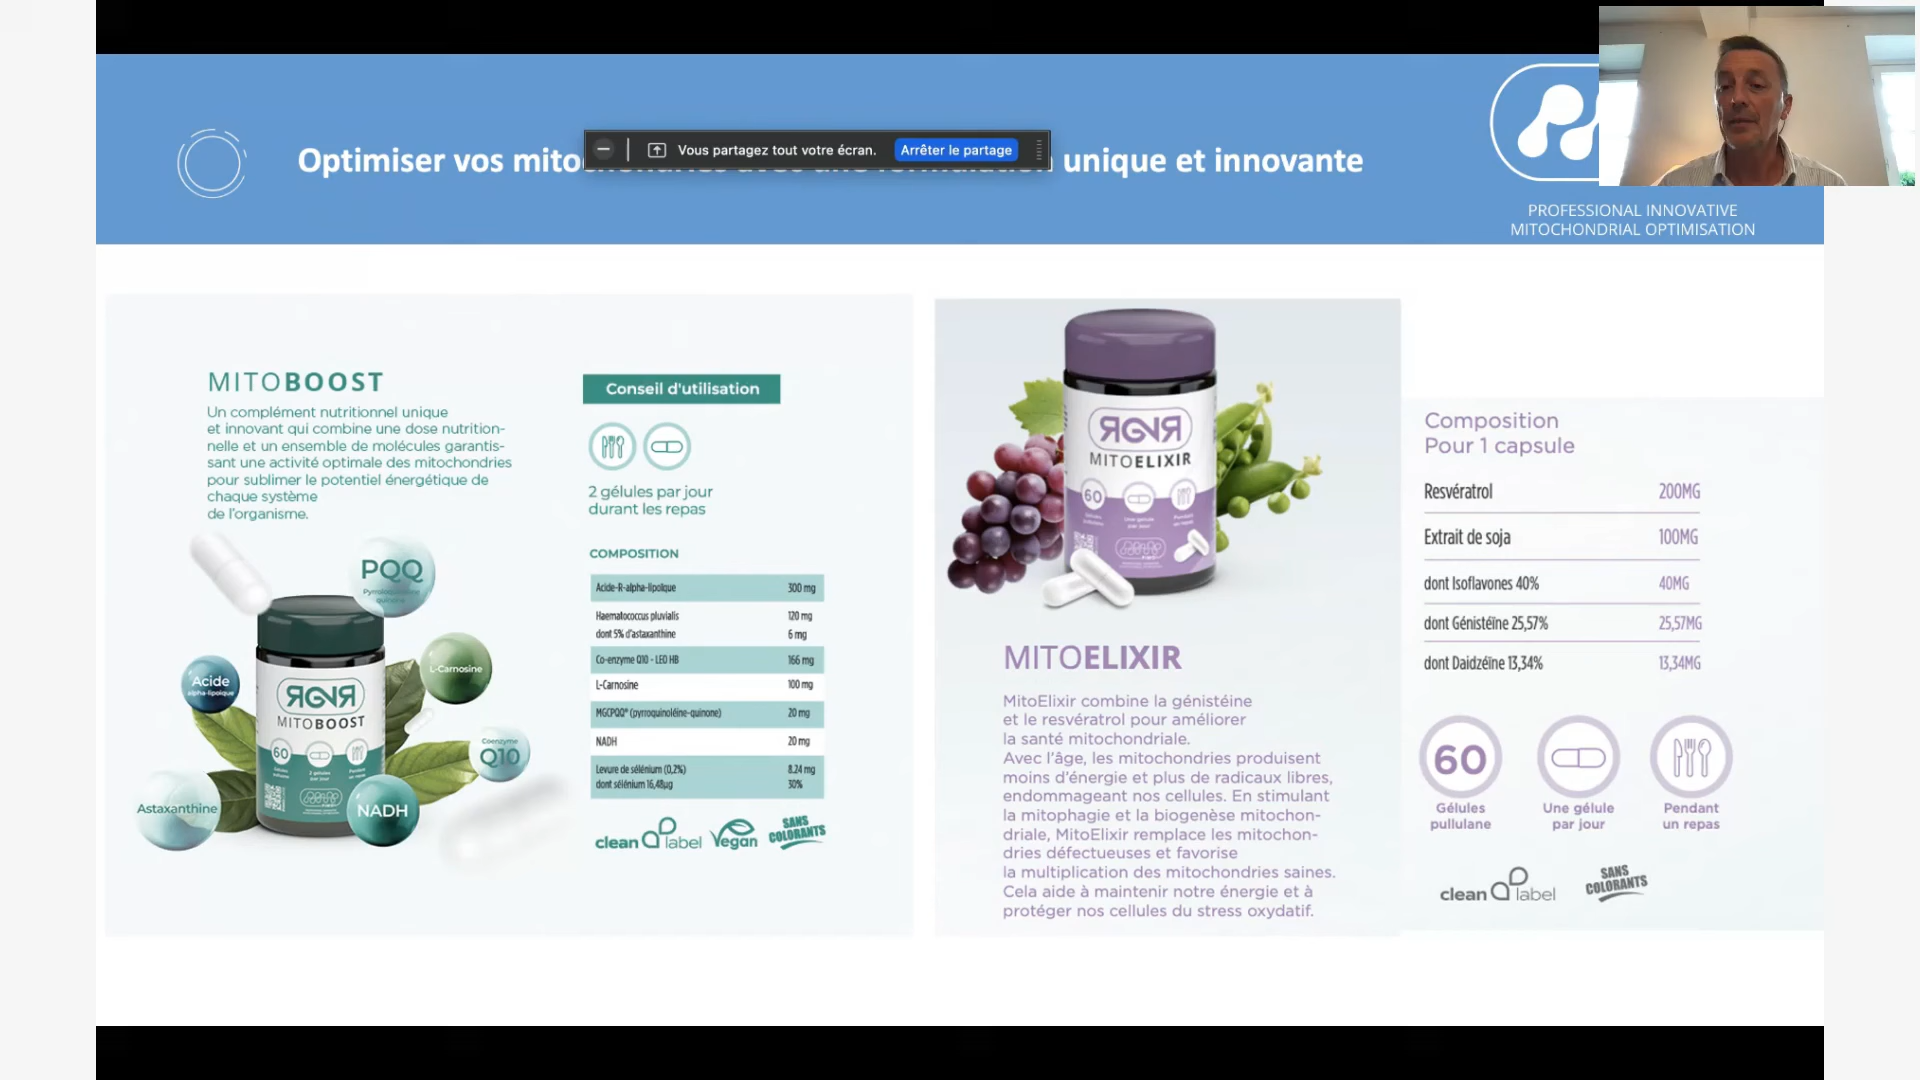 Optimiser vos mito
unique et innovante
Vous partagez tout votre écran.
Arrêter le partage
PROFESSIONAL INNOVATIVE
MITOCHONDRIAL OPTIMISATION
MITOBOOST
Un complément nutritionnel unique
et innovant qui combine une dose nutrition-
nelle et un ensemble de molécules garantis-
sant une activité optimale des mitochondries
pour sublimer le potentiel énergétique de
chaque système
de l'organisme.
PQQ
Acide
alpha-lipoïque
L-Carnosine
Coenzyme
Q10
Astaxanthine
NADH
RGNR
MITOBOOST
60
Conseil d'utilisation
2 gélules par jour
durant les repas
COMPOSITION
Acide-R-alpha-lipoïque 300 mg
Haematococcus pluvialis 120 mg
dont 5% d'astaxanthine 6 mg
Co-enzyme Q10 - LEO HB 166 mg
L-Carnosine 100 mg
MGCPQQ® (pyrroquinoléine-quinone) 20 mg
NADH 20 mg
Levure de sélénium (0,2%) 8.24 mg
dont sélénium 16,48µg 30%
clean label
Vegan
SANS
COLORANTS
RGNR
MITOELIXIR
60
MITOELIXIR
MitoElixir combine la génistéine
et le resvératrol pour améliorer
la santé mitochondriale.
Avec l'âge, les mitochondries produisent
moins d'énergie et plus de radicaux libres,
endommageant nos cellules. En stimulant
la mitophagie et la biogenèse mitochon-
driale, MitoElixir remplace les mitochon-
dries défectueuses et favorise
la multiplication des mitochondries saines.
Cela aide à maintenir notre énergie et à
protéger nos cellules du stress oxydatif.
Composition
Pour 1 capsule
Resvératrol 200MG
Extrait de soja 100MG
dont Isoflavones 40% 40MG
dont Génistéine 25,57% 25,57MG
dont Daidzéine 13,34% 13,34MG
60
Gélules
pullulane
Une gélule
par jour
Pendant
un repas
clean label
SANS
COLORANTS